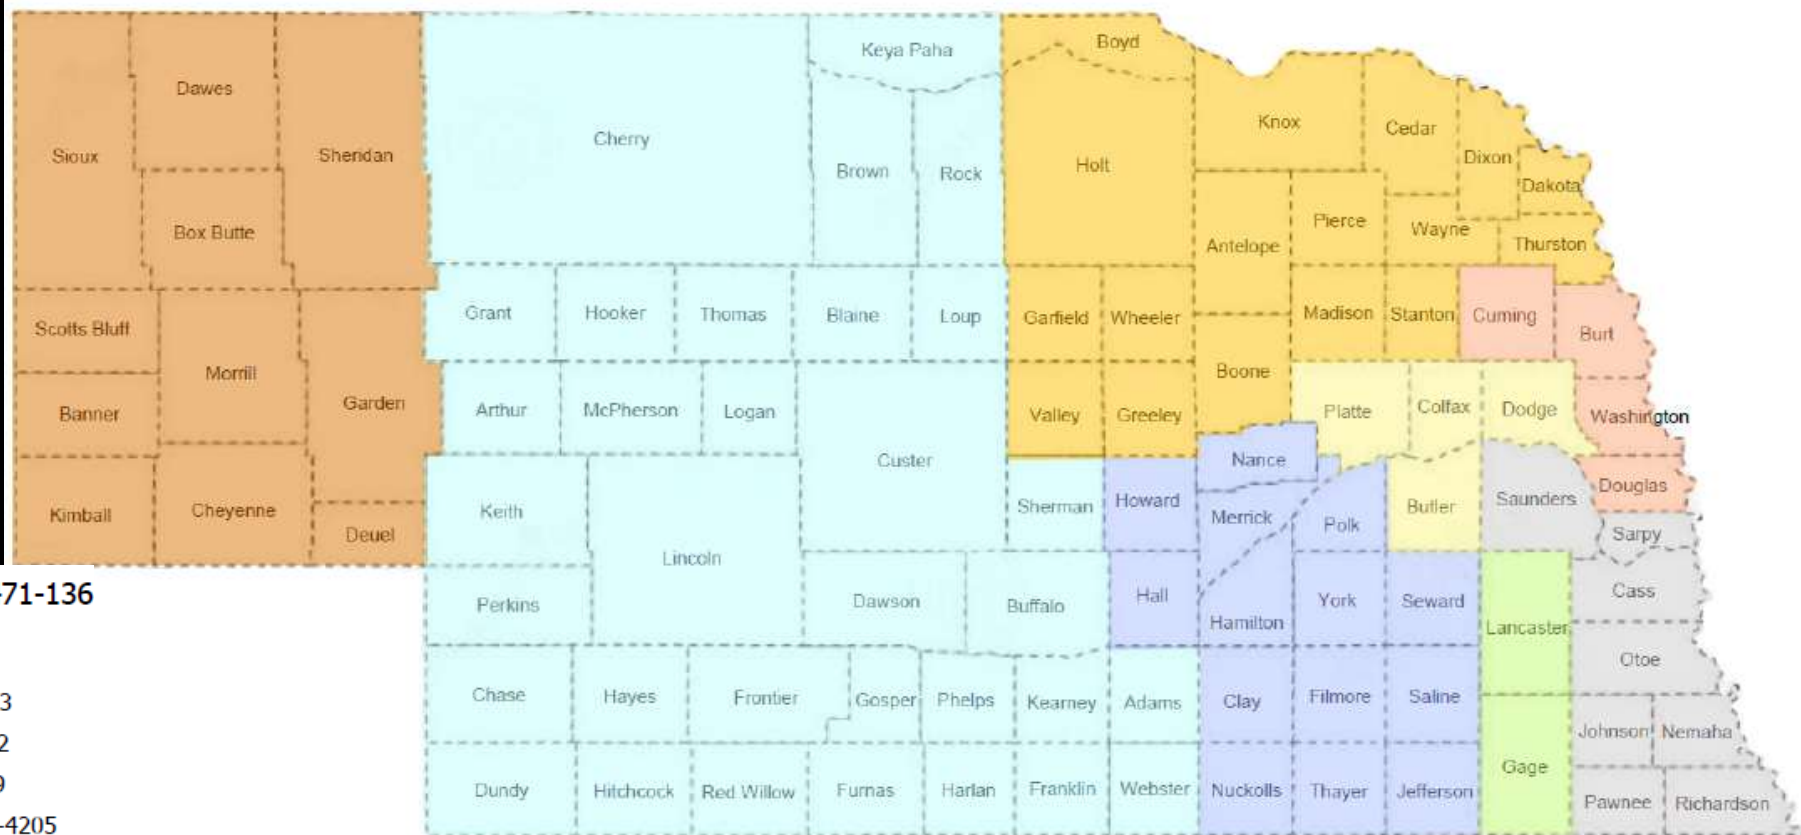 Boyd
Keya Paha
Dawes
Knox
Cedar
Cherry
Sioux
Sheridan
Dixon
Holt
Brown
Rock
Dakota
Pierce
Wayne
Box Butte
Antelope
Thurston
Grant
Hooker
Thomas
Blaine
Loup
Garfield
Wheeler
Madison
Stanton
Cuming
Scotts Bluff
Burt
Morrill
Boone
Garden
Arthur
McPherson
Logan
Banner
Valley
Greeley
Platte
Colfax
Dodge
Washington
Custer
Nance
Kimball
Cheyenne
Keith
Sherman
Howard
Merrick
Polk
Butler
Saunders
Douglas
Deuel
Lincoln
Sarpy
-71-136
Perkins
Dawson
Buffalo
Hall
Hamilton
York
Seward
Cass
Lancaster
Otoe
3
Chase
Hayes
Frontier
Gosper
Phelps
Kearney
Adams
Clay
Filmore
Saline
2
Johnson
Nemaha
9
Dundy
Hitchcock
Red Willow
Furnas
Harlan
Franklin
Webster
Nuckolls
Thayer
Jefferson
Gage
Pawnee
Richardson
-4205